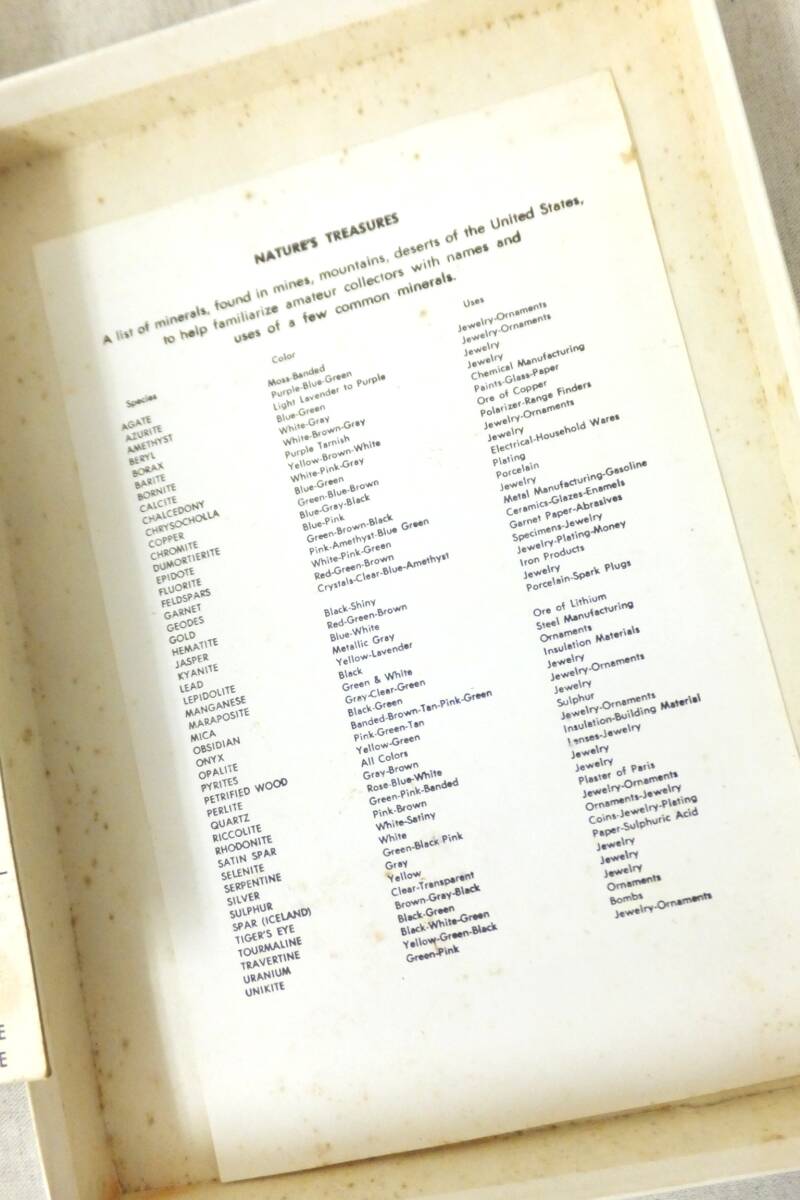 NATURE'S TREASURES
A list of minerals, found in mines, mountains, deserts of the United States,
to help familiarize amateur collectors with names and
uses of a few common minerals.
Species
AGATE
AZURITE
AMETHYST
BERYL
BORAX
BARITE
BORNITE
CALCITE
CHALCEDONY
CHRYSOCHOLLA
COPPER
CHROMITE
DUMORTIERITE
EPIDOTE
FLUORITE
FELDSPARS
GARNET
GEODES
GOLD
HEMATITE
JASPER
KYANITE
LEAD
LEPIDOLITE
MANGANESE
MARAPOSITE
MICA
OBSIDIAN
ONYX
OPALITE
PYRITES
PETRIFIED WOOD
PERLITE
QUARTZ
RICCOLITE
RHODONITE
SATIN SPAR
SELENITE
SERPENTINE
SILVER
SULPHUR
SPAR (ICELAND)
TIGER'S EYE
TOURMALINE
TRAVERTINE
URANIUM
UNIKITE
Color
Moss-Banded
Purple-Blue-Green
Light Lavender to Purple
Blue-Green
White-Gray
White-Brown-Gray
Purple Tarnish
Yellow-Brown-White
White-Pink-Gray
Blue-Green
Green-Blue-Brown
Blue-Gray-Black
Blue-Pink
Green-Brown-Black
Pink-Amethyst-Blue Green
White-Pink-Green
Red-Green-Brown
Crystals-Clear-Blue-Amethyst
Black-Shiny
Red-Green-Brown
Blue-White
Metallic Gray
Yellow-Lavender
Black
Green & White
Gray-Clear-Green
Black-Green
Banded-Brown-Tan-Pink-Green
Pink-Green-Tan
Yellow-Green
All Colors
Gray-Brown
Rose-Blue-White
Green-Pink-Banded
Pink-Brown
White-Satiny
White
Green-Black Pink
Gray
Yellow
Clear-Transparent
Brown-Gray-Black
Black-Green
Black-White-Green
Yellow-Green-Black
Green-Pink
Uses
Jewelry-Ornaments
Jewelry-Ornaments
Jewelry
Jewelry
Chemical Manufacturing
Paints-Glass-Paper
Ore of Copper
Polarizer-Range Finders
Jewelry-Ornaments
Jewelry
Electrical-Household Wares
Plating
Porcelain
Jewelry
Metal Manufacturing-Gasoline
Ceramics-Glazes-Enamels
Garnet Paper-Abrasives
Specimens-Jewelry
Jewelry-Plating-Money
Iron Products
Jewelry
Porcelain-Spark Plugs
Ore of Lithium
Steel Manufacturing
Ornaments
Insulation Materials
Jewelry
Jewelry-Ornaments
Jewelry
Sulphur
Jewelry-Ornaments
Insulation-Building Material
Lenses-Jewelry
Jewelry
Jewelry
Plaster of Paris
Jewelry-Ornaments
Ornaments-Jewelry
Coins-Jewelry-Plating
Paper-Sulphuric Acid
Jewelry
Jewelry
Jewelry
Ornaments
Bombs
Jewelry-Ornaments
E
E